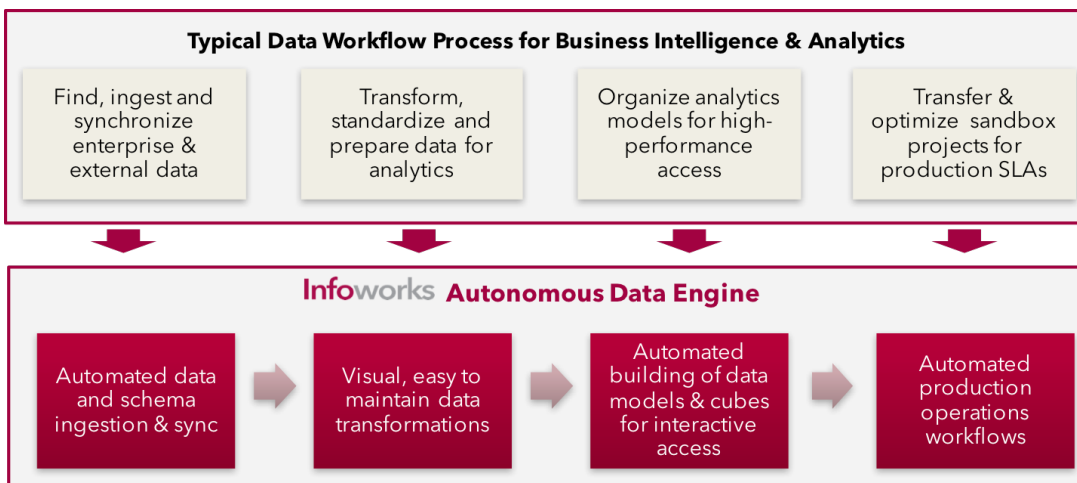 Typical Data Workflow Process for Business Intelligence & Analytics
Find, ingest and
synchronize
enterprise &
external data
Transform,
standardize and
prepare data for
analytics
Organize analytics
models for high-
performance
access
Transfer &
optimize sandbox
projects for
production SLAs
Infoworks Autonomous Data Engine
Automated data
and schema
ingestion & sync
Visual, easy to
maintain data
transformations
Automated
building of data
models & cubes
for interactive
access
Automated
production
operations
workflows